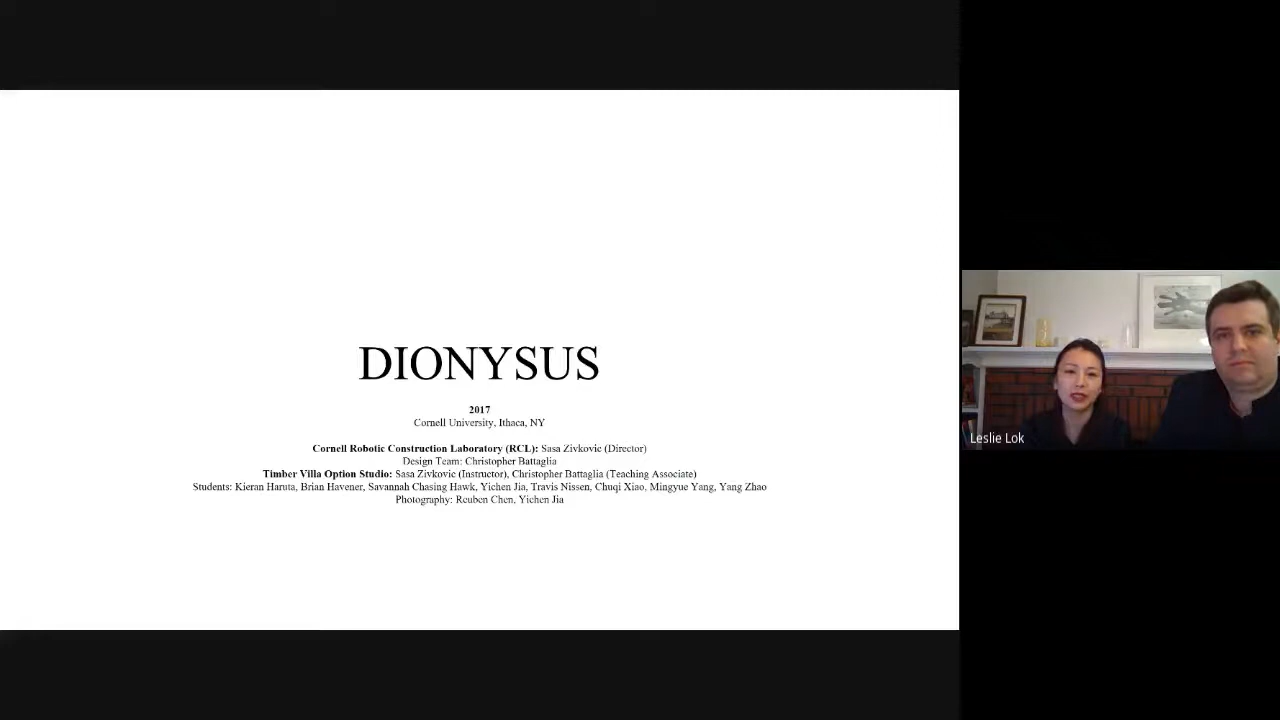 DIONYSUS
2017
Cornell University, Ithaca, NY
Cornell Robotic Construction Laboratory (RCL): Sasa Zivkovic (Director)
Design Team: Christopher Battaglia
Timber Villa Option Studio: Sasa Zivkovic (Instructor), Christopher Battaglia (Teaching Associate)
Students: Kieran Haruta, Brian Havener, Savannah Chasing Hawk, Yichen Jia, Travis Nissen, Chuqi Xiao, Mingyue Yang, Yang Zhao
Photography: Reuben Chen, Yichen Jia
Leslie Lok